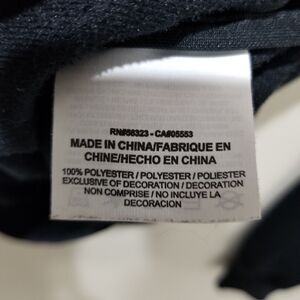 RN#56323 - CA#05553
MADE IN CHINA/FABRIQUE EN
CHINE/HECHO EN CHINA
100% POLYESTER / POLYESTER / POLIESTER
EXCLUSIVE OF DECORATION / DECORATION
NON COMPRISE / NO INCLUYE LA
DECORACION